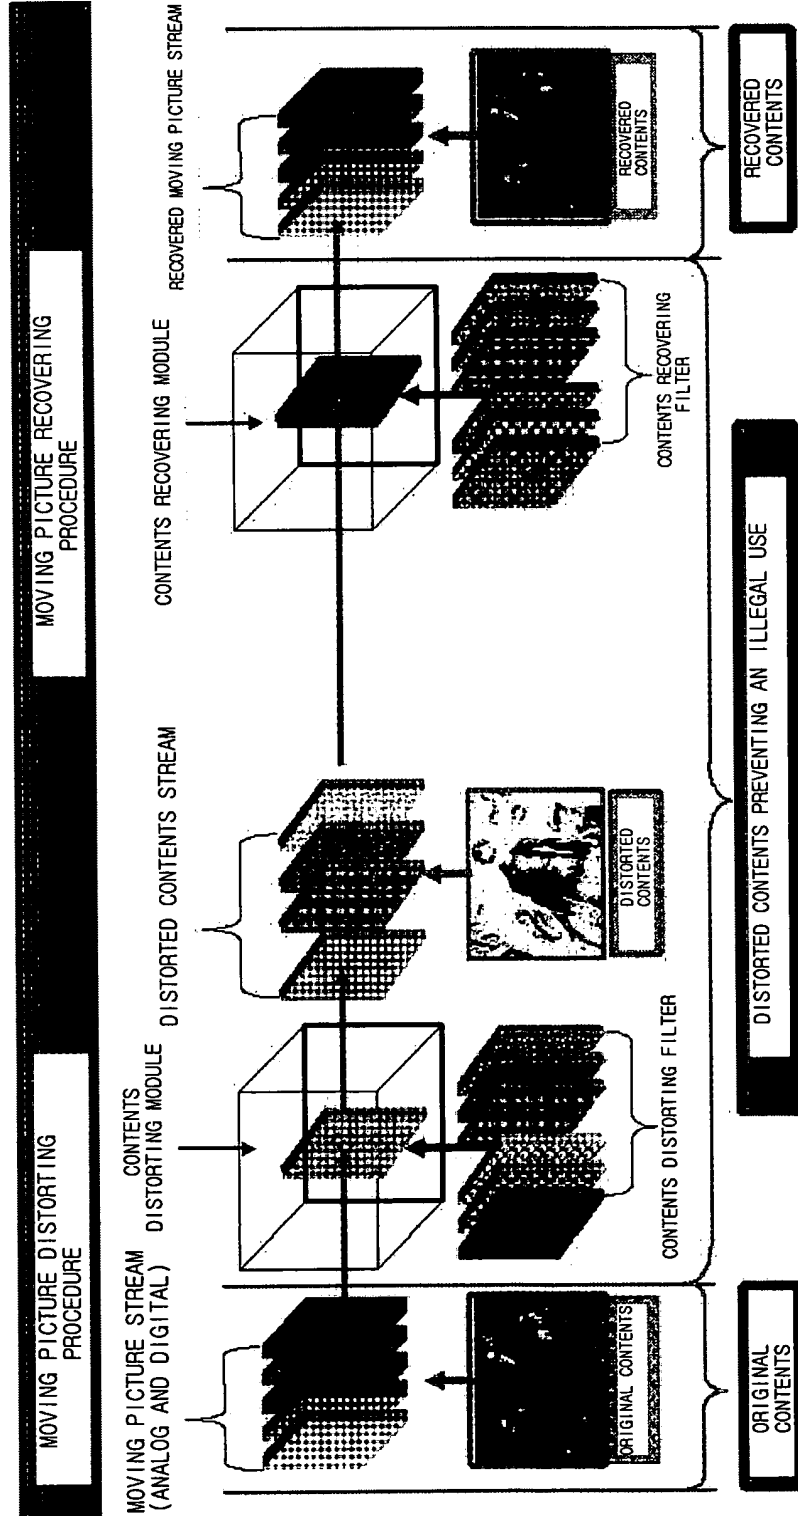 MOVING PICTURE DISTORTING
PROCEDURE
MOVING PICTURE RECOVERING
PROCEDURE
MOVING PICTURE STREAM
(ANALOG AND DIGITAL)
CONTENTS
DISTORTING MODULE
DISTORTED CONTENTS STREAM
CONTENTS RECOVERING MODULE
RECOVERED MOVING PICTURE STREAM
ORIGINAL CONTENTS
CONTENTS DISTORTING FILTER
DISTORTED
CONTENTS
CONTENTS RECOVERING
FILTER
RECOVERED
CONTENTS
ORIGINAL
CONTENTS
DISTORTED CONTENTS PREVENTING AN ILLEGAL USE
RECOVERED
CONTENTS